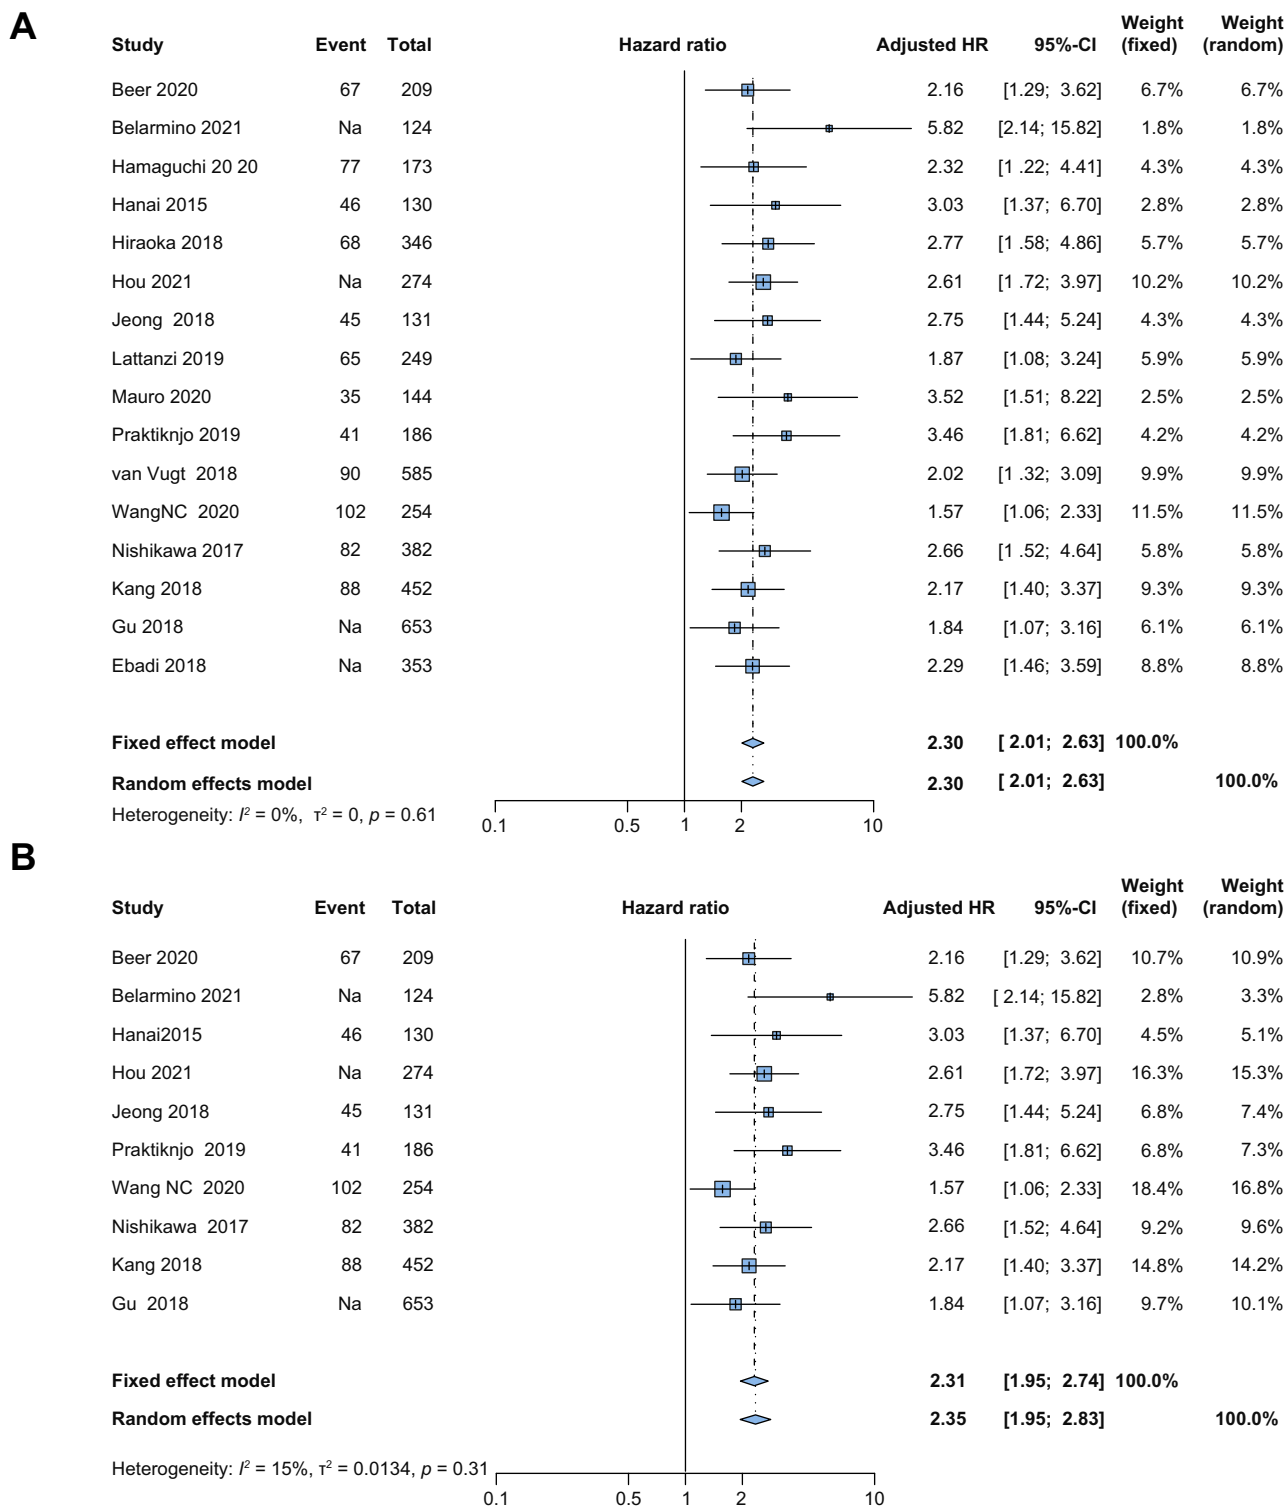 A
Weight Weight
Study Event Total Hazard ratio Adjusted HR 95%-CI (fixed) (random)
Beer 2020 67 209 2.16 [1.29; 3.62] 6.7% 6.7%
Belarmino 2021 Na 124 5.82 [2.14; 15.82] 1.8% 1.8%
Hamaguchi 20 20 77 173 2.32 [1 .22; 4.41] 4.3% 4.3%
Hanai 2015 46 130 3.03 [1.37; 6.70] 2.8% 2.8%
Hiraoka 2018 68 346 2.77 [1 .58; 4.86] 5.7% 5.7%
Hou 2021 Na 274 2.61 [1 .72; 3.97] 10.2% 10.2%
Jeong 2018 45 131 2.75 [1.44; 5.24] 4.3% 4.3%
Lattanzi 2019 65 249 1.87 [1.08; 3.24] 5.9% 5.9%
Mauro 2020 35 144 3.52 [1.51; 8.22] 2.5% 2.5%
Praktiknjo 2019 41 186 3.46 [1.81; 6.62] 4.2% 4.2%
van Vugt 2018 90 585 2.02 [1 .32; 3.09] 9.9% 9.9%
WangNC 2020 102 254 1.57 [1.06; 2.33] 11.5% 11.5%
Nishikawa 2017 82 382 2.66 [1 .52; 4.64] 5.8% 5.8%
Kang 2018 88 452 2.17 [1.40; 3.37] 9.3% 9.3%
Gu 2018 Na 653 1.84 [1.07; 3.16] 6.1% 6.1%
Ebadi 2018 Na 353 2.29 [1.46; 3.59] 8.8% 8.8%
Fixed effect model 2.30 [ 2.01; 2.63] 100.0%
Random effects model 2.30 [ 2.01; 2.63] 100.0%
Heterogeneity: I² = 0%, τ² = 0, p = 0.61
0.1 0.5 1 2 10
B
Weight Weight
Study Event Total Hazard ratio Adjusted HR 95%-CI (fixed) (random)
Beer 2020 67 209 2.16 [1.29; 3.62] 10.7% 10.9%
Belarmino 2021 Na 124 5.82 [ 2.14; 15.82] 2.8% 3.3%
Hanai2015 46 130 3.03 [1.37; 6.70] 4.5% 5.1%
Hou 2021 Na 274 2.61 [1.72; 3.97] 16.3% 15.3%
Jeong 2018 45 131 2.75 [1.44; 5.24] 6.8% 7.4%
Praktiknjo 2019 41 186 3.46 [1.81; 6.62] 6.8% 7.3%
Wang NC 2020 102 254 1.57 [1.06; 2.33] 18.4% 16.8%
Nishikawa 2017 82 382 2.66 [1.52; 4.64] 9.2% 9.6%
Kang 2018 88 452 2.17 [1.40; 3.37] 14.8% 14.2%
Gu 2018 Na 653 1.84 [1.07; 3.16] 9.7% 10.1%
Fixed effect model 2.31 [1.95; 2.74] 100.0%
Random effects model 2.35 [1.95; 2.83] 100.0%
Heterogeneity: I² = 15%, τ² = 0.0134, p = 0.31
0.1 0.5 1 2 10